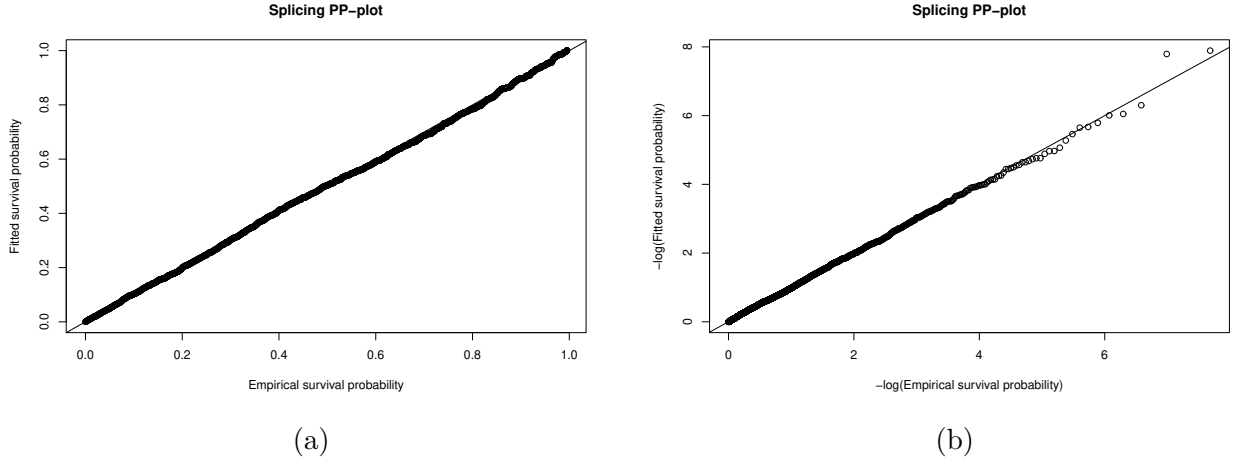 Splicing PP−plot
Fitted survival probability
1.0
0.8
0.6
0.4
0.2
0.0
0.0 0.2 0.4 0.6 0.8 1.0
Empirical survival probability
(a)
Splicing PP−plot
−log(Fitted survival probability)
8
6
4
2
0
0 2 4 6
−log(Empirical survival probability)
(b)